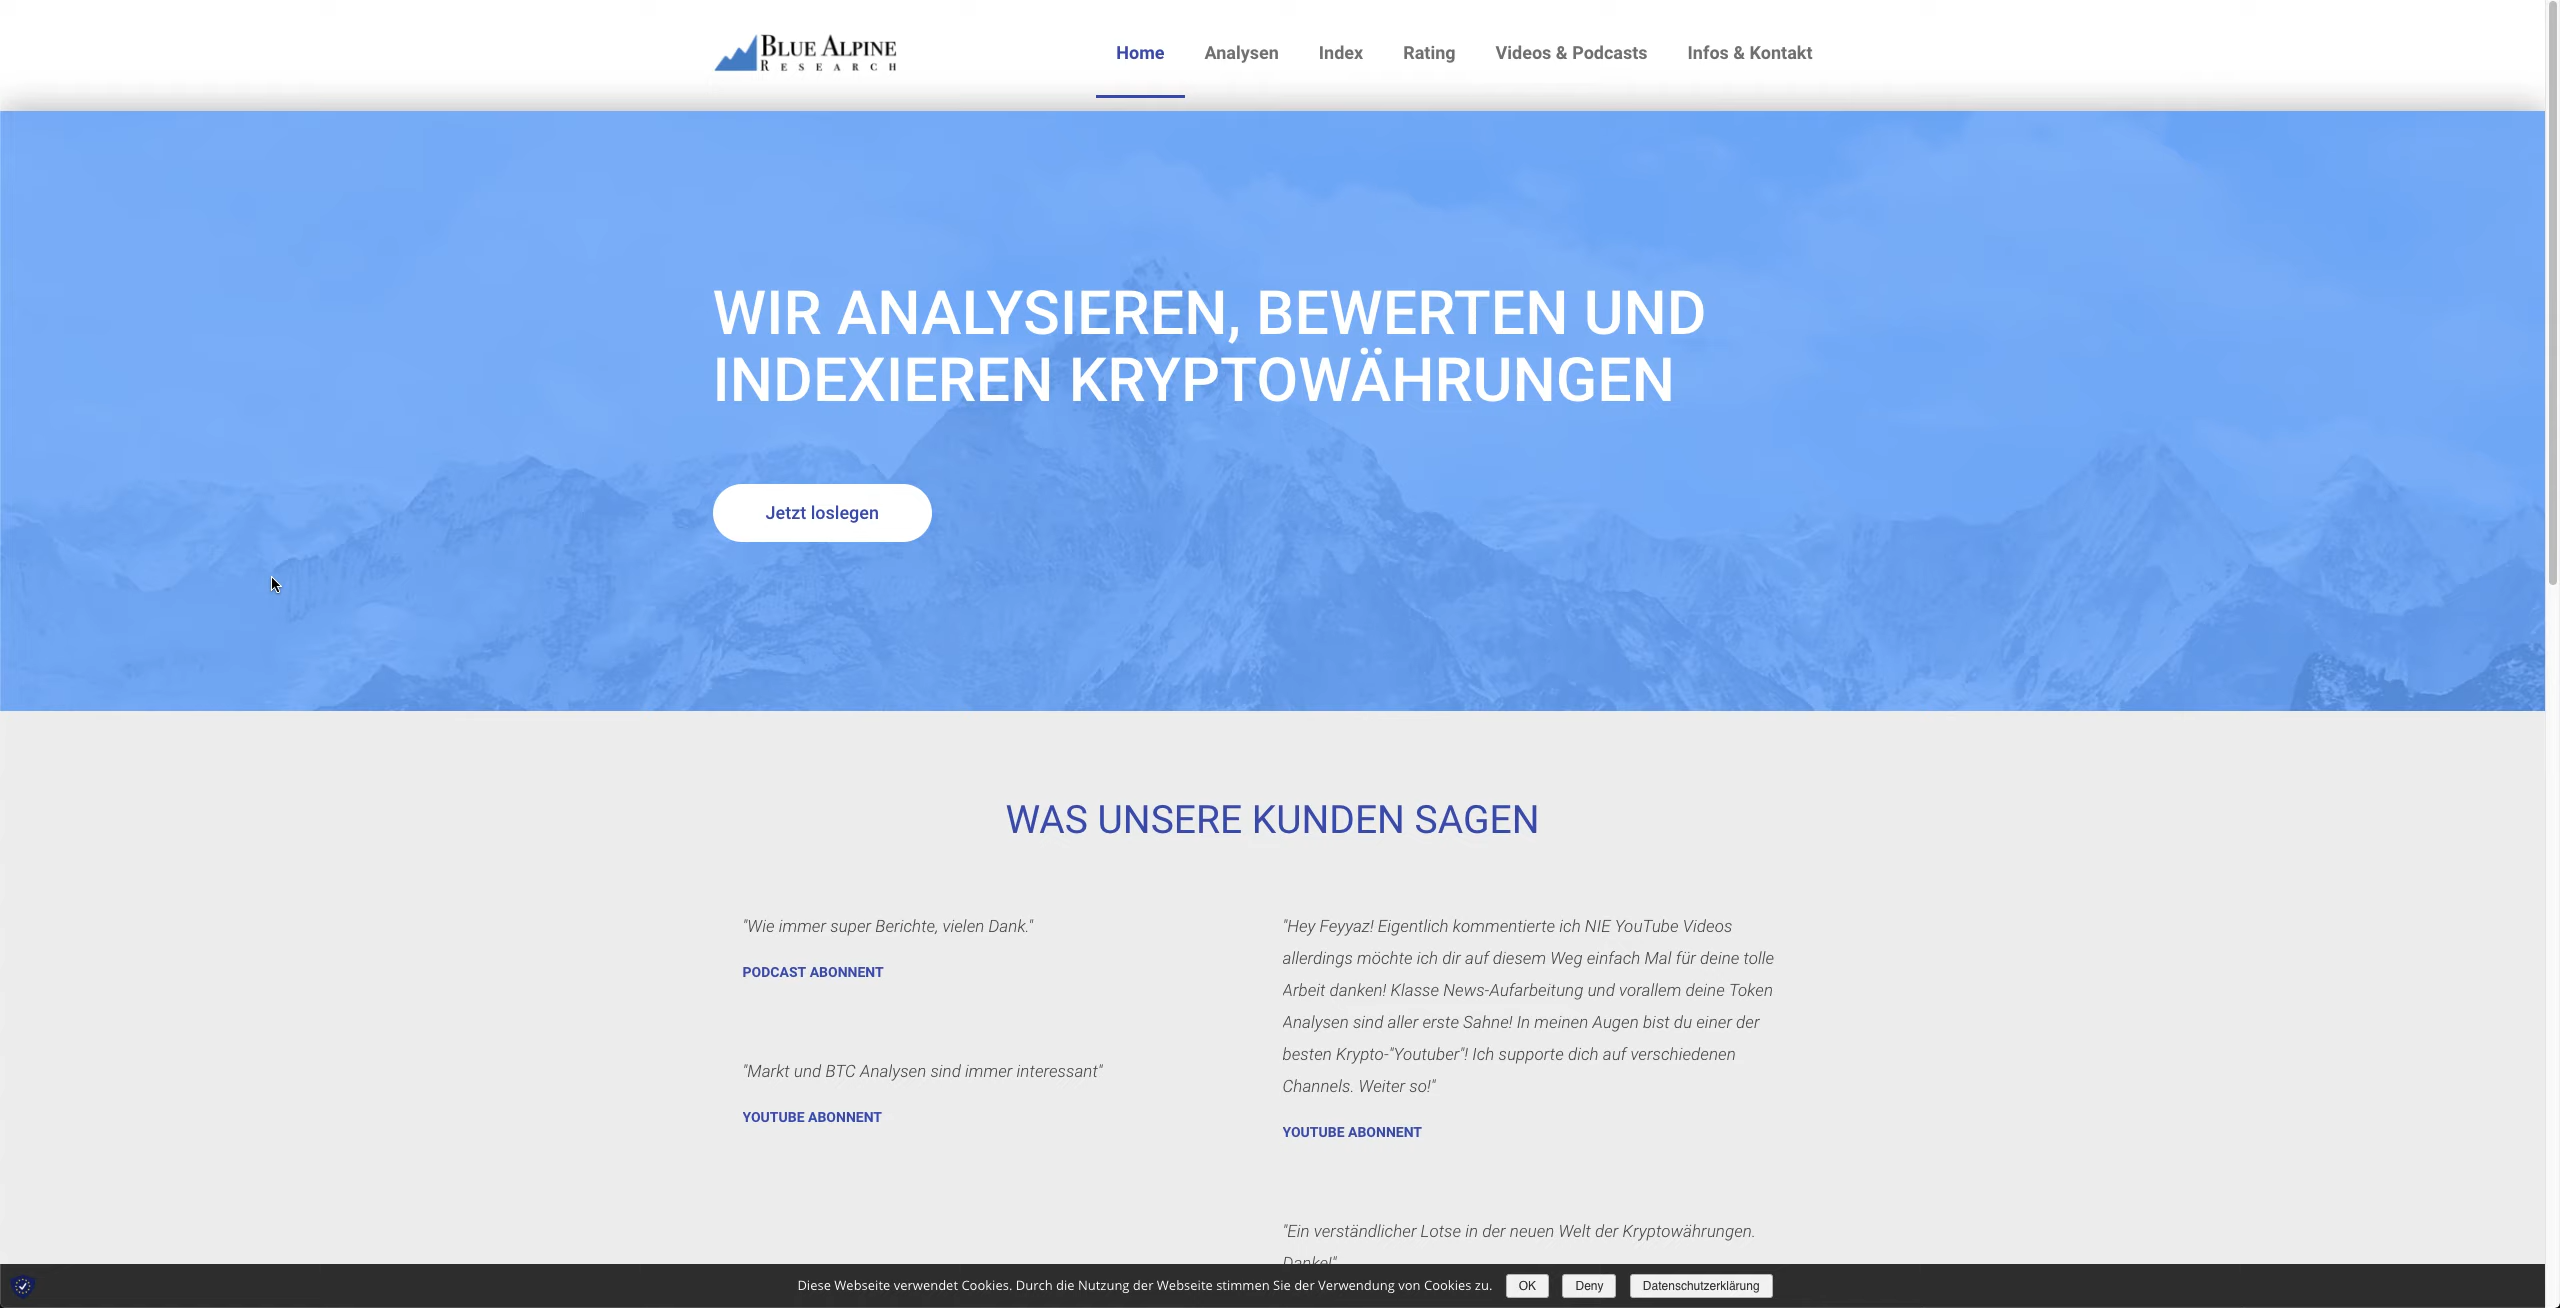 BLUE ALPINE
RESEARCH
Home
Analysen
Index
Rating
Videos & Podcasts
Infos & Kontakt
WIR ANALYSIEREN, BEWERTEN UND
INDEXIEREN KRYPTOWÄHRUNGEN
Jetzt loslegen
WAS UNSERE KUNDEN SAGEN
"Wie immer super Berichte, vielen Dank."
PODCAST ABONNENT
"Markt und BTC Analysen sind immer interessant"
YOUTUBE ABONNENT
"Hey Feyyaz! Eigentlich kommentierte ich NIE YouTube Videos
allerdings möchte ich dir auf diesem Weg einfach Mal für deine tolle
Arbeit danken! Klasse News-Aufarbeitung und vorallem deine Token
Analysen sind aller erste Sahne! In meinen Augen bist du einer der
besten Krypto-"Youtuber"! Ich supporte dich auf verschiedenen
Channels. Weiter so!"
YOUTUBE ABONNENT
"Ein verständlicher Lotse in der neuen Welt der Kryptowährungen.
Danke!"
Diese Webseite verwendet Cookies. Durch die Nutzung der Webseite stimmen Sie der Verwendung von Cookies zu.
OK
Deny
Datenschutzerklärung